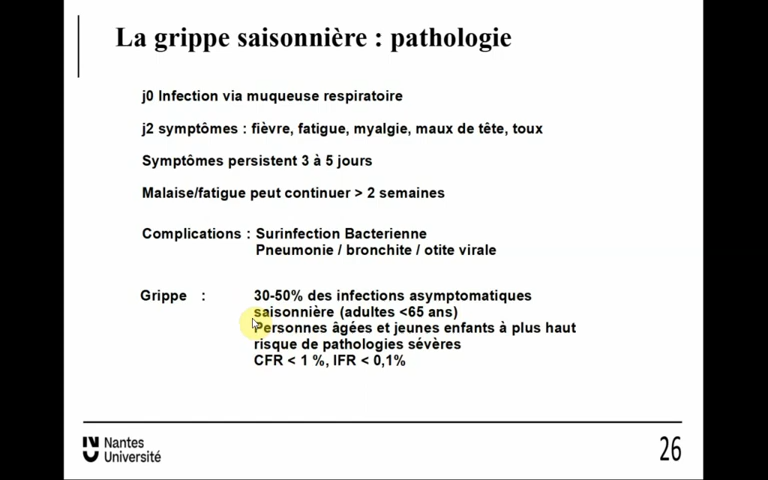 La grippe saisonnière : pathologie
j0 Infection via muqueuse respiratoire
j2 symptômes : fièvre, fatigue, myalgie, maux de tête, toux
Symptômes persistent 3 à 5 jours
Malaise/fatigue peut continuer > 2 semaines
Complications : Surinfection Bacterienne
Pneumonie / bronchite / otite virale
Grippe : 30-50% des infections asymptomatiques
saisonnière (adultes <65 ans)
Personnes âgées et jeunes enfants à plus haut
risque de pathologies sévères
CFR < 1 %, IFR < 0,1%
Nantes
Université
26